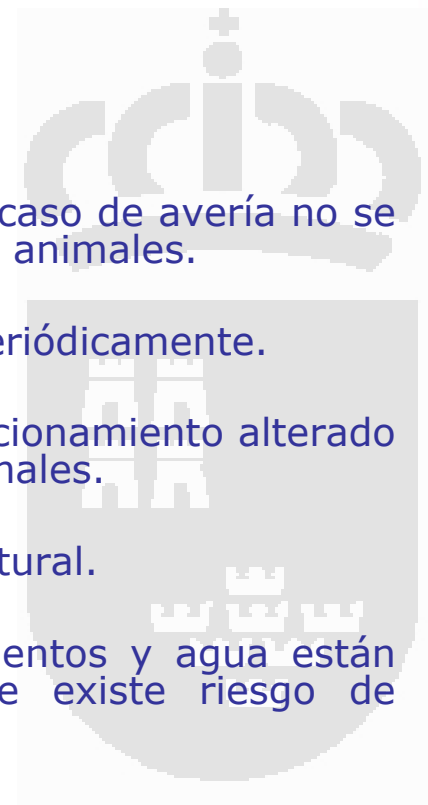 caso de avería no se
animales.
eriódicamente.
cionamiento alterado
nales.
tural.
entos y agua están
e existe riesgo de